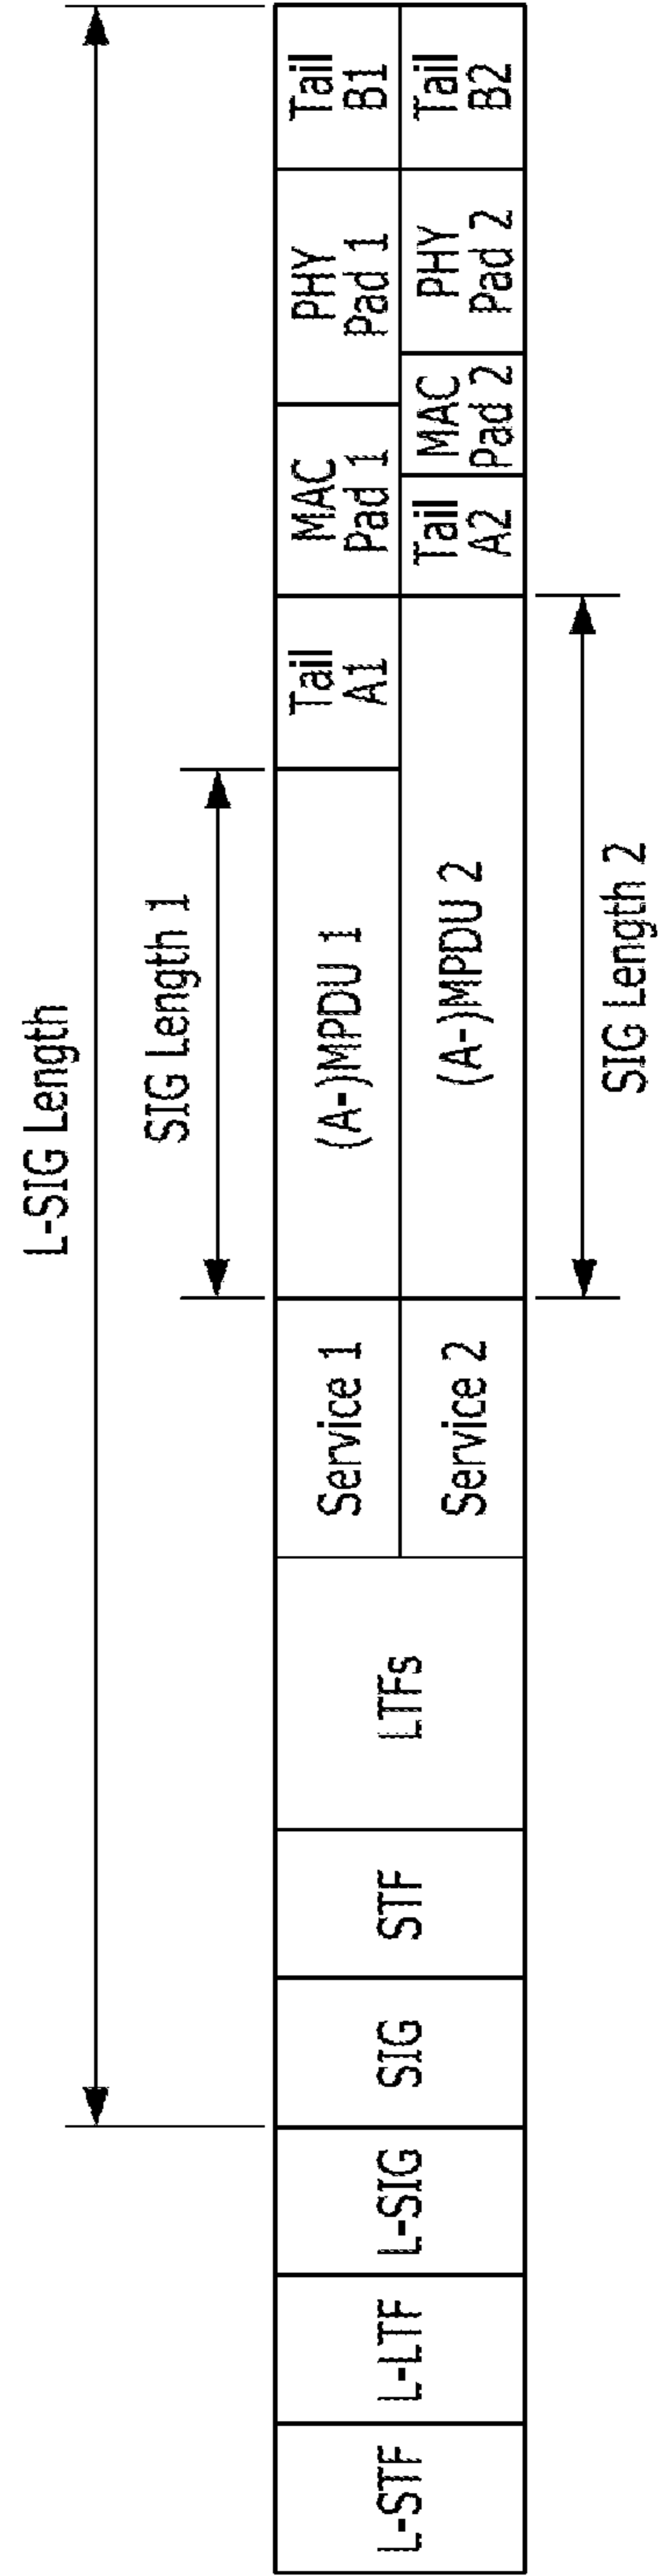 L-SIG Length
SIG Length 1
L-STF
L-LTF
L-SIG
SIG
STF
LTFs
Service 1
(A-)MPDU 1
Tail
A1
MAC
Pad 1
PHY
Pad 1
Tail
B1
Service 2
(A-)MPDU 2
Tail
A2
MAC
Pad 2
PHY
Pad 2
Tail
B2
SIG Length 2